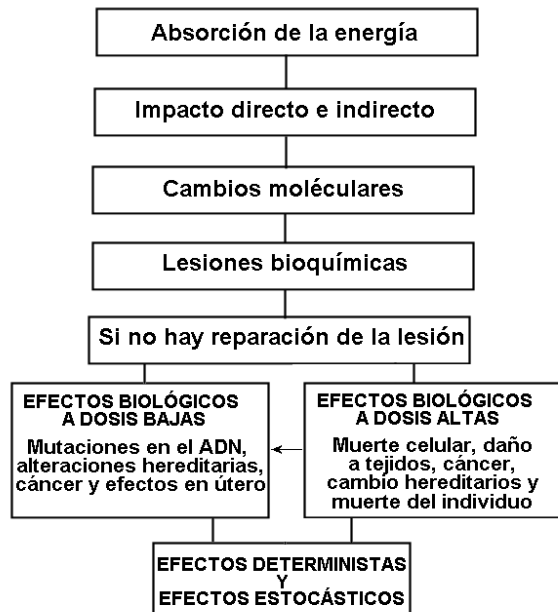 Absorción de la energía
Impacto directo e indirecto
Cambios moléculares
Lesiones bioquímicas
Si no hay reparación de la lesión
EFECTOS BIOLÓGICOS
A DOSIS BAJAS
Mutaciones en el ADN,
alteraciones hereditarias,
cáncer y efectos en útero
EFECTOS BIOLÓGICOS
A DOSIS ALTAS
Muerte celular, daño
a tejidos, cáncer,
cambio hereditarios y
muerte del individuo
EFECTOS DETERMINISTAS
Y
EFECTOS ESTOCÁSTICOS